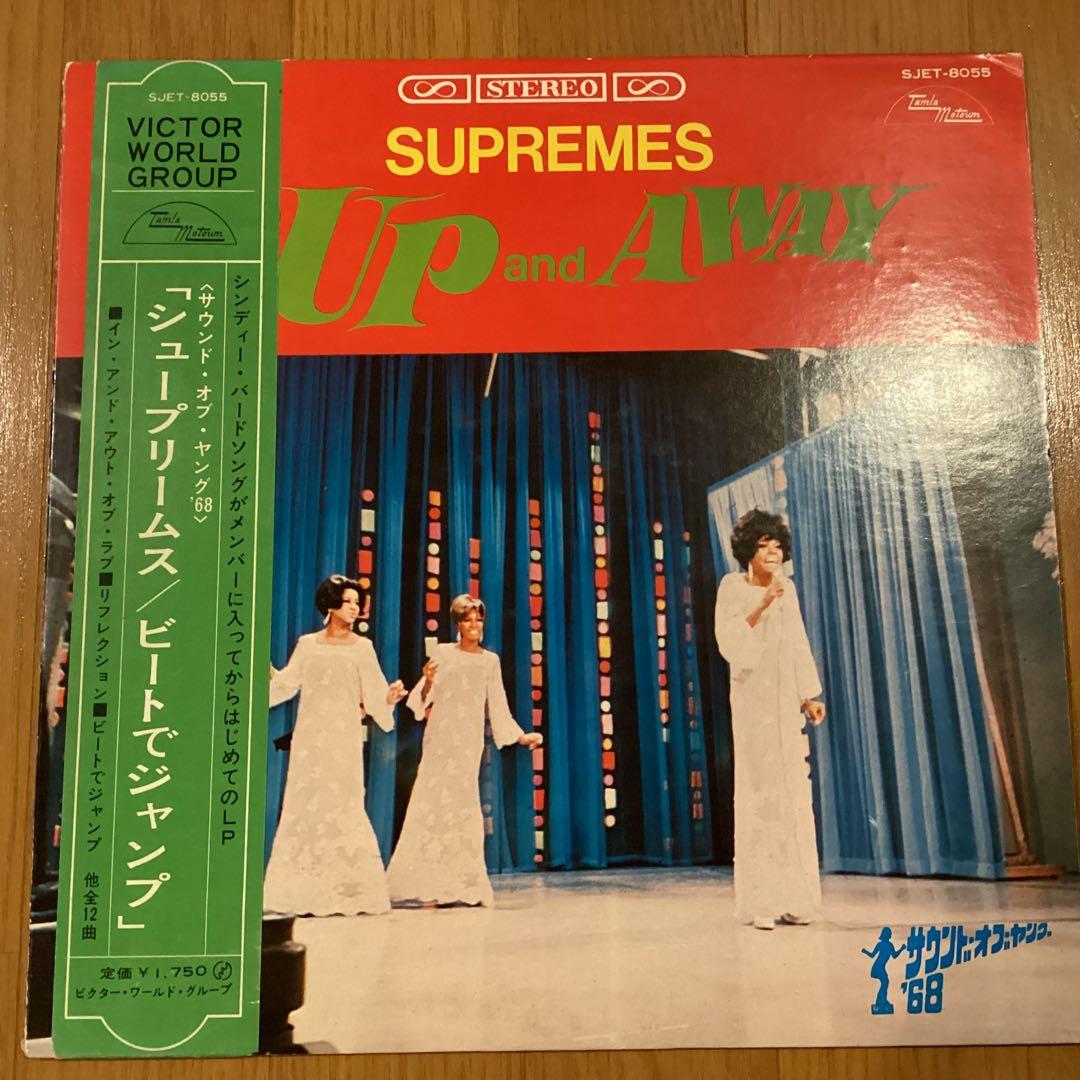 SJET-8055
VICTOR
WORLD
GROUP
Tamla
Motown
シンディー・バードソングがメンバーに入ってからはじめてのLP
〈サウンド・オブ・ヤング'68〉
「シュープリームス/ビートでジャンプ」
■イン・アンド・アウト・オブ・ラブ■リフレクション■ビートでジャンプ 他全12曲
定価¥1,750
ビクター・ワールド・グループ
STEREO
SJET-8055
Tamla
Motown
SUPREMES
UP and AWAY
サウンド・オブ・ヤング
'68